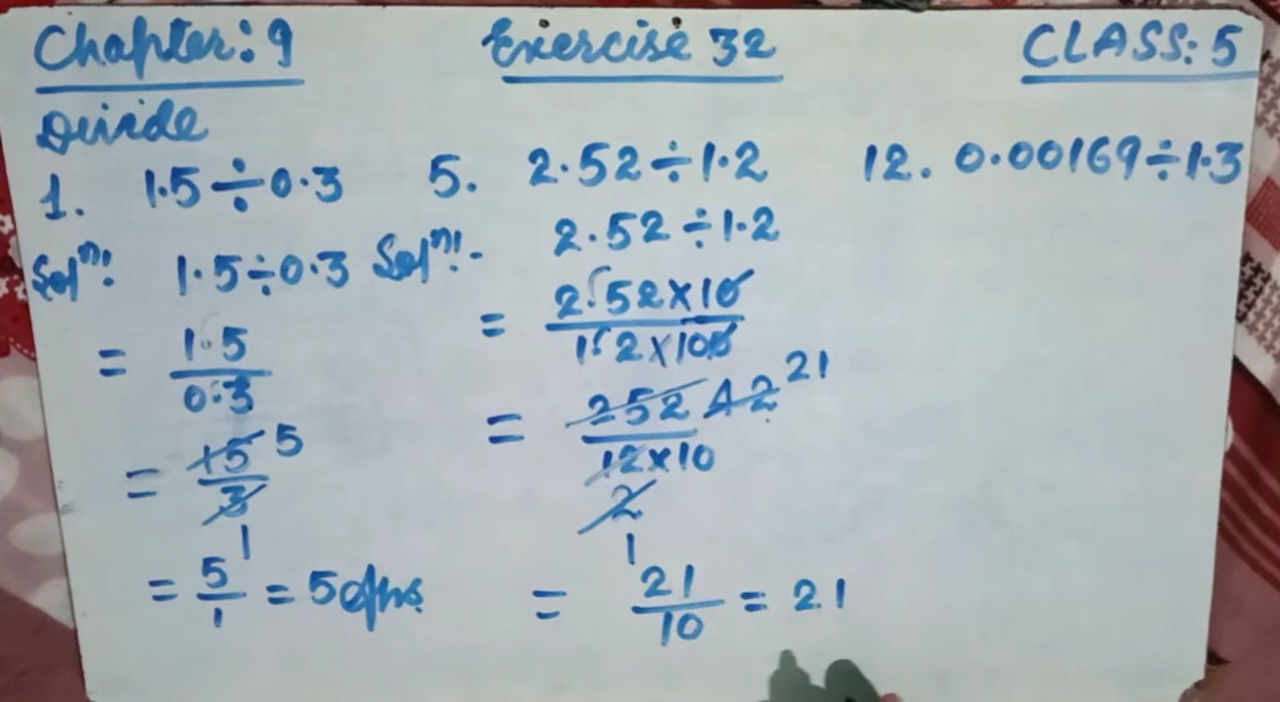 Chapter: 9 Exercise 32 CLASS: 5
Divide
1. 1.5 ÷ 0.3
Solⁿ: 1.5 ÷ 0.3
= 1.5/0.3
= 15/3 5 1
= 5/1 = 5 Ans.
5. 2.52 ÷ 1.2
Solⁿ:- 2.52 ÷ 1.2
= 2.52 × 10/1.2 × 100
= 252/12 × 10 42 21 2 1
= 21/10 = 21
12. 0.00169 ÷ 1.3